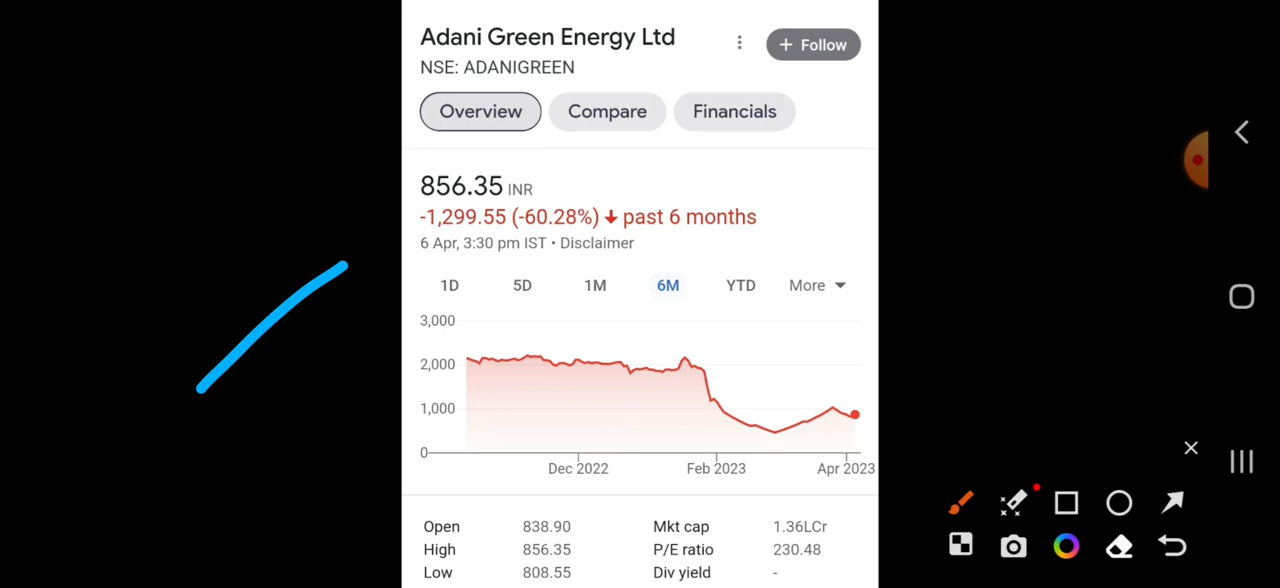 Adani Green Energy Ltd
+ Follow
NSE: ADANIGREEN
Overview Compare Financials
856.35 INR
-1,299.55 (-60.28%) ↓ past 6 months
6 Apr, 3:30 pm IST • Disclaimer
1D 5D 1M 6M YTD More
3,000
2,000
1,000
0
Dec 2022 Feb 2023 Apr 2023
Open 838.90 Mkt cap 1.36LCr
High 856.35 P/E ratio 230.48
Low 808.55 Div yield -